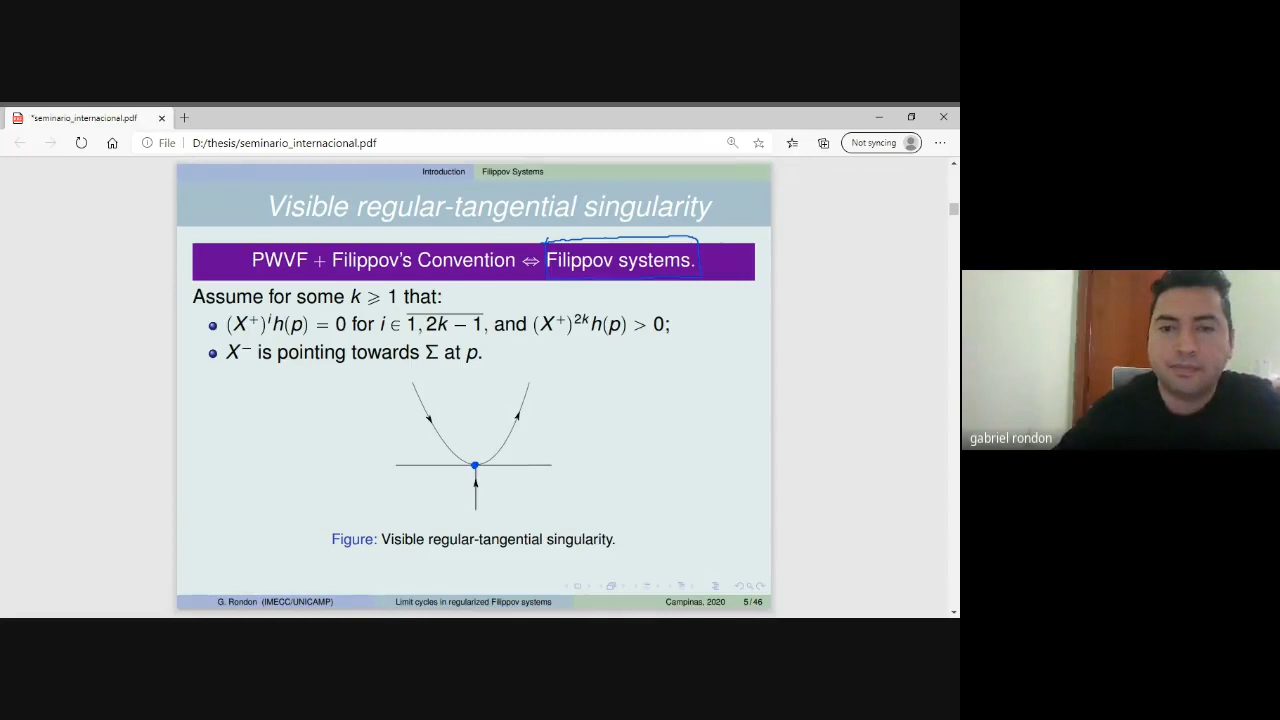 *seminario_internacional.pdf
File D:/thesis/seminario_internacional.pdf Not syncing
Introduction Filippov Systems
Visible regular-tangential singularity
PWVF + Filippov's Convention ⇔ Filippov systems.
Assume for some k ⩾ 1 that:
(X⁺)ⁱh(p) = 0 for i ∈ 1, 2k − 1, and (X⁺)²ᵏh(p) > 0;
X⁻ is pointing towards Σ at p.
Figure: Visible regular-tangential singularity.
G. Rondon (IMECC/UNICAMP) Limit cycles in regularized Filippov systems Campinas, 2020 5/46
gabriel rondon